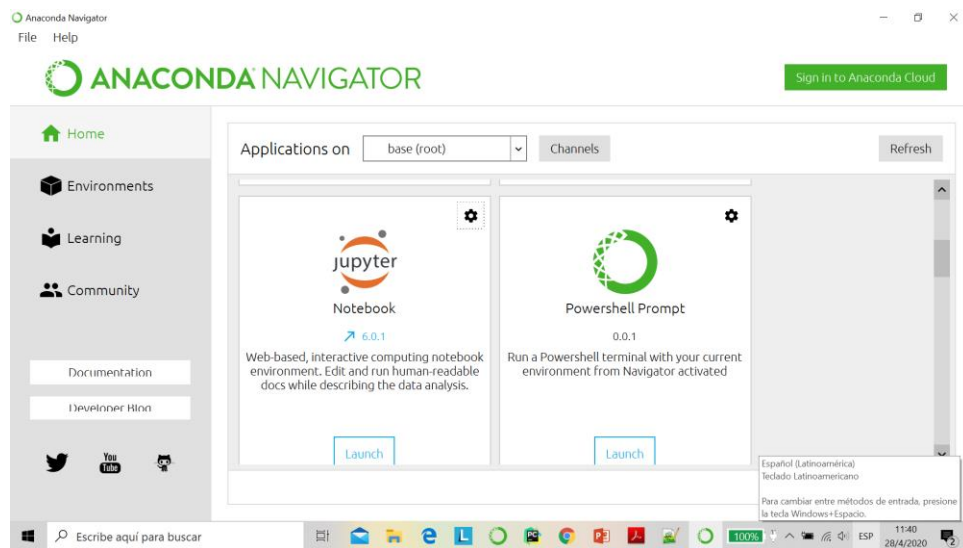 Anaconda Navigator
File Help
ANACONDA NAVIGATOR
Sign in to Anaconda Cloud
Home
Environments
Learning
Community
Documentation
Developer Blog
You
Tube
Applications on base (root) Channels Refresh
jupyter
Notebook
6.0.1
Web-based, interactive computing notebook
environment. Edit and run human-readable
docs while describing the data analysis.
Launch
Powershell Prompt
0.0.1
Run a Powershell terminal with your current
environment from Navigator activated
Launch
Español (Latinoamérica)
Teclado Latinoamericano
Para cambiar entre métodos de entrada, presione
la tecla Windows+Espacio.
Escribe aquí para buscar
L
PC
P
100%
ESP
11:40
28/4/2020
2